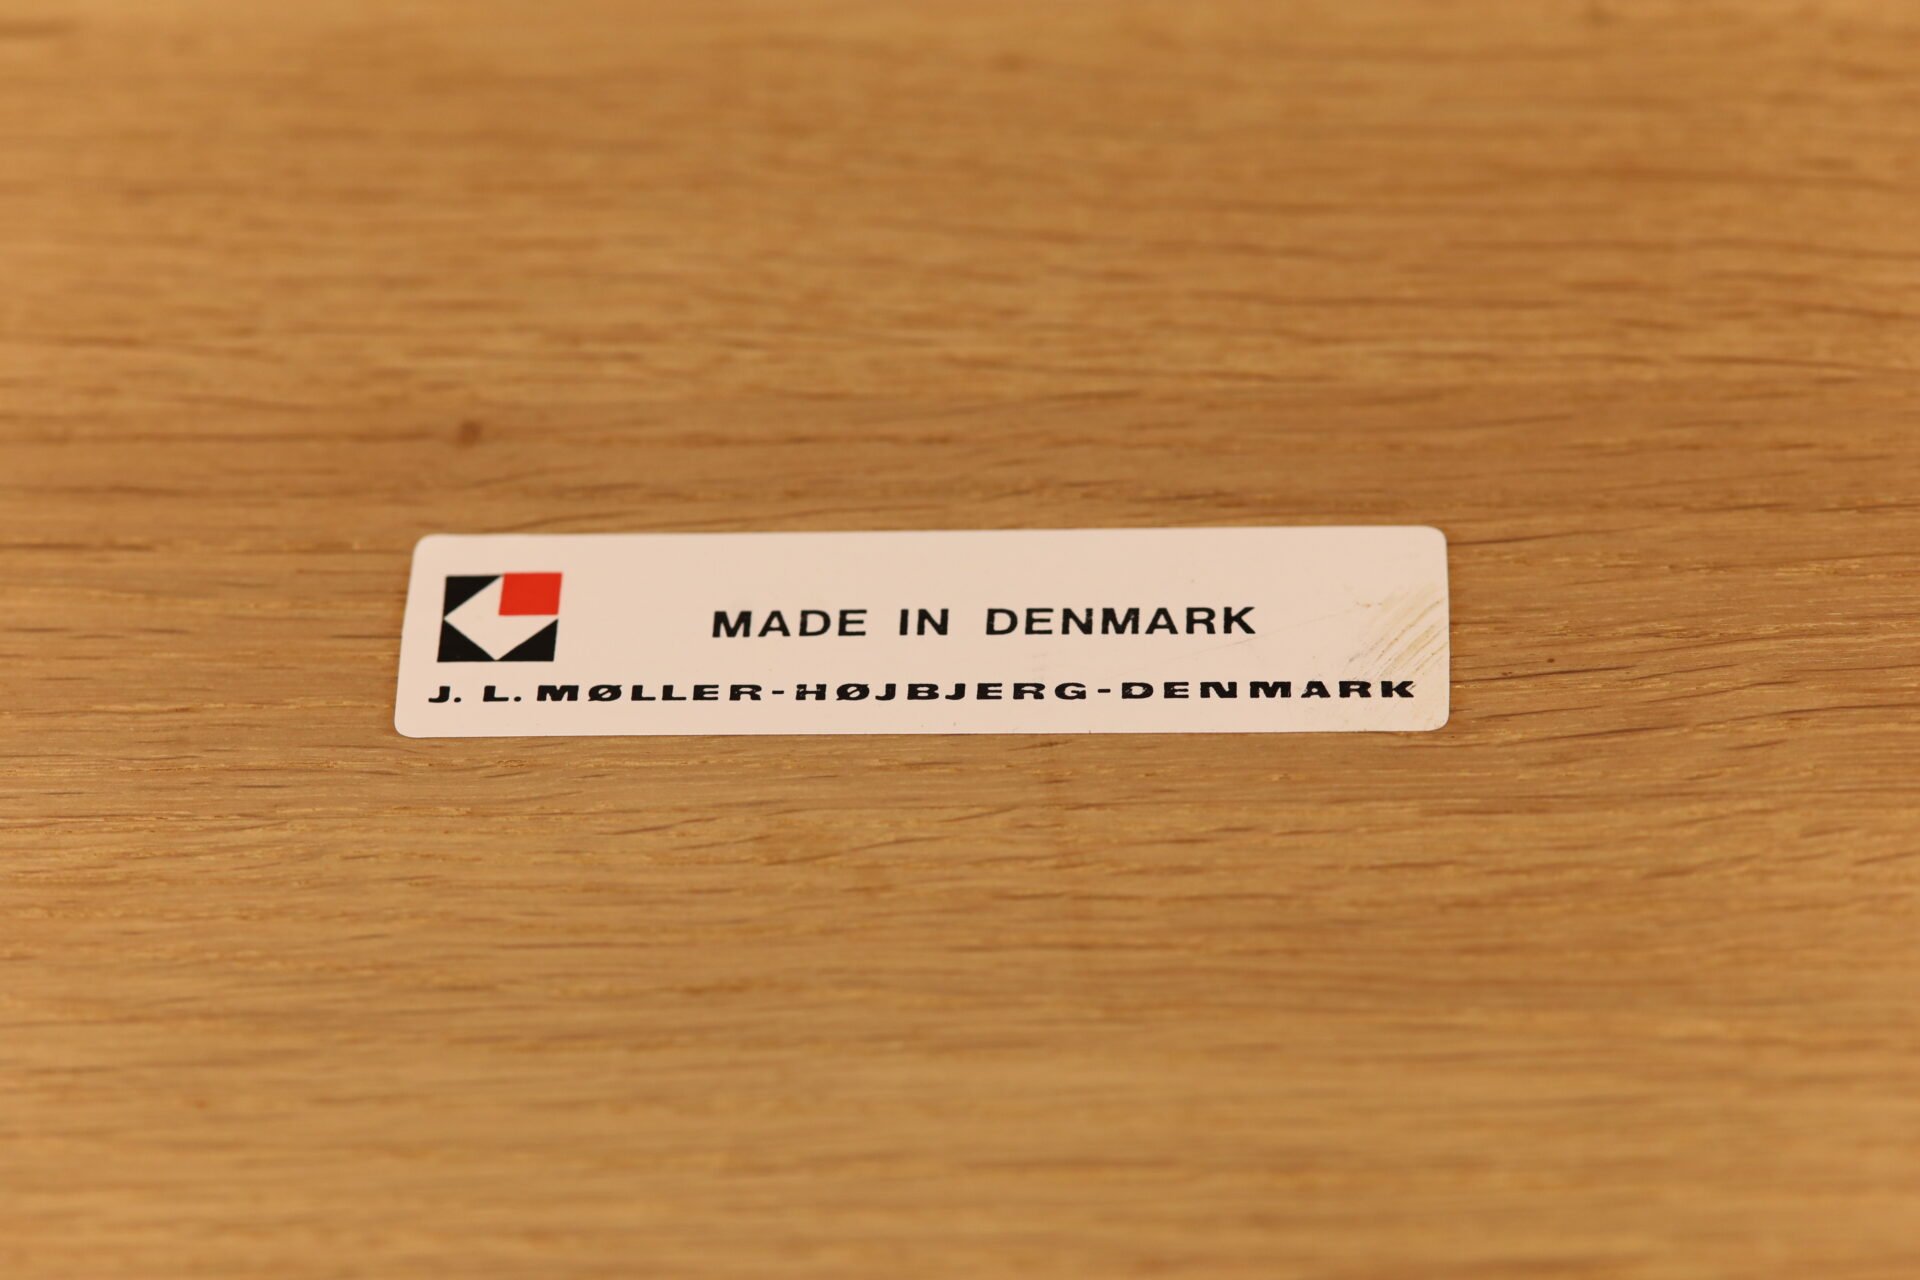 MADE IN DENMARK
J. L. MØLLER-HØJBJERG-DENMARK